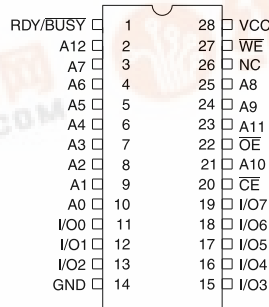 RDY/BUSY 1 28 VCC
A12 2 27 WE
A7 3 26 NC
A6 4 25 A8
A5 5 24 A9
A4 6 23 A11
A3 7 22 OE
A2 8 21 A10
A1 9 20 CE
A0 10 19 I/O7
I/O0 11 18 I/O6
I/O1 12 17 I/O5
I/O2 13 16 I/O4
GND 14 15 I/O3
COM